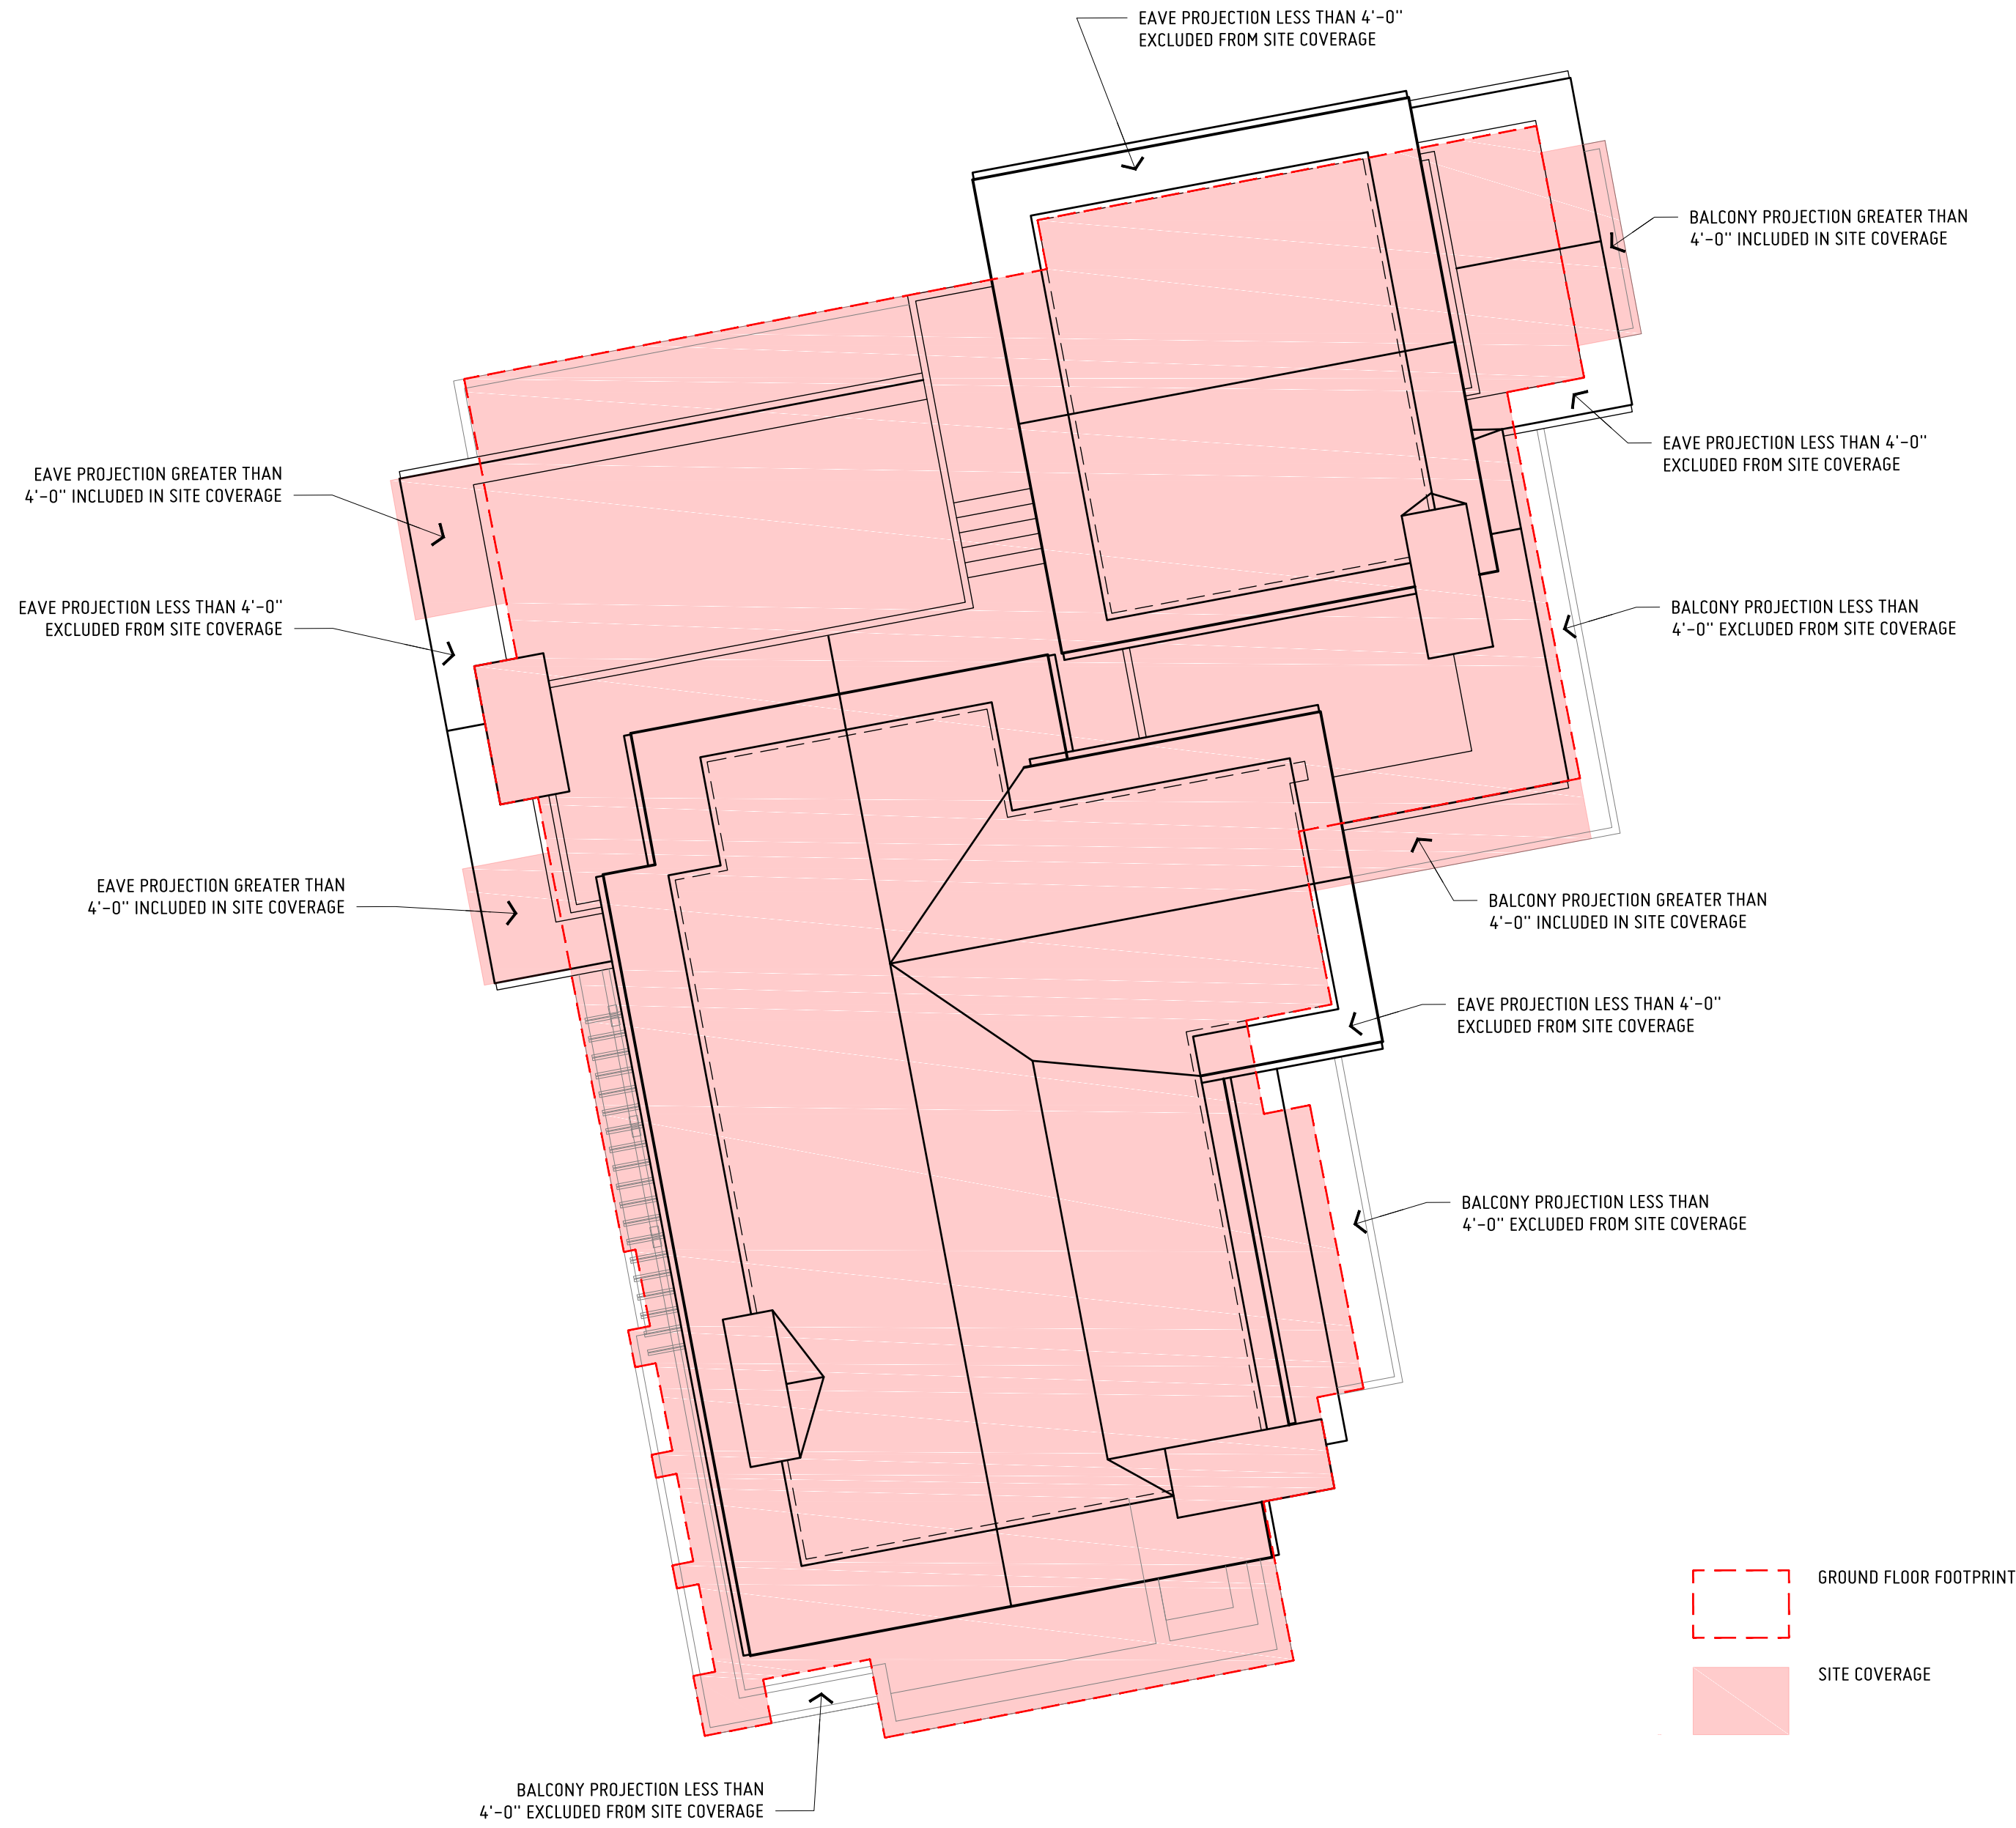 EAVE PROJECTION LESS THAN 4'-0"
EXCLUDED FROM SITE COVERAGE
BALCONY PROJECTION GREATER THAN
4'-0" INCLUDED IN SITE COVERAGE
EAVE PROJECTION LESS THAN 4'-0"
EXCLUDED FROM SITE COVERAGE
EAVE PROJECTION GREATER THAN
4'-0" INCLUDED IN SITE COVERAGE
EAVE PROJECTION LESS THAN 4'-0"
EXCLUDED FROM SITE COVERAGE
BALCONY PROJECTION LESS THAN
4'-0" EXCLUDED FROM SITE COVERAGE
EAVE PROJECTION GREATER THAN
4'-0" INCLUDED IN SITE COVERAGE
BALCONY PROJECTION GREATER THAN
4'-0" INCLUDED IN SITE COVERAGE
EAVE PROJECTION LESS THAN 4'-0"
EXCLUDED FROM SITE COVERAGE
BALCONY PROJECTION LESS THAN
4'-0" EXCLUDED FROM SITE COVERAGE
GROUND FLOOR FOOTPRINT
SITE COVERAGE
BALCONY PROJECTION LESS THAN
4'-0" EXCLUDED FROM SITE COVERAGE